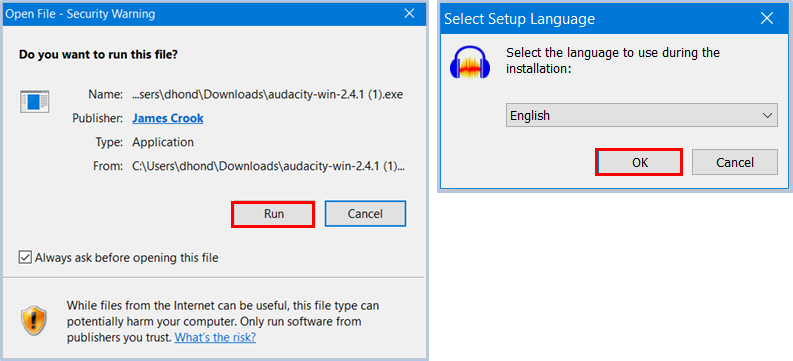 Open File - Security Warning
Do you want to run this file?
Name: ...sers\dhond\Downloads\audacity-win-2.4.1 (1).exe
Publisher: James Crook
Type: Application
From: C:\Users\dhond\Downloads\audacity-win-2.4.1 (1)...
Run Cancel
Always ask before opening this file
While files from the Internet can be useful, this file type can
potentially harm your computer. Only run software from
publishers you trust. What's the risk?
Select Setup Language
Select the language to use during the
installation:
English
OK Cancel